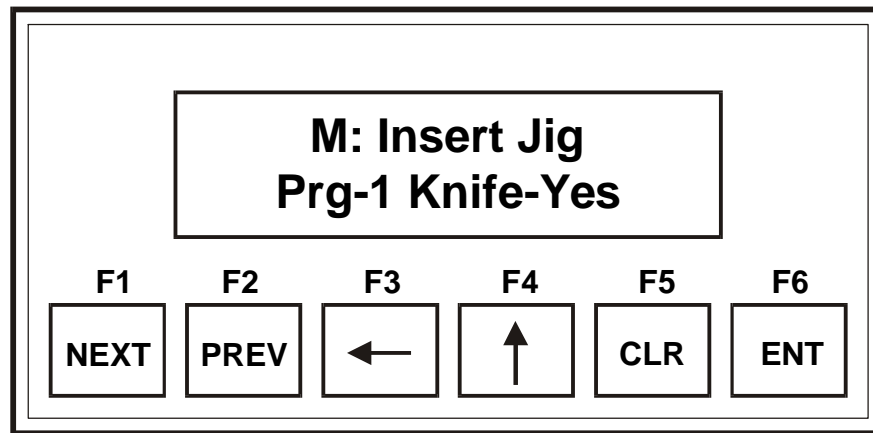 M: Insert Jig
Prg-1 Knife-Yes
F1 F2 F3 F4 F5 F6
NEXT PREV CLR ENT